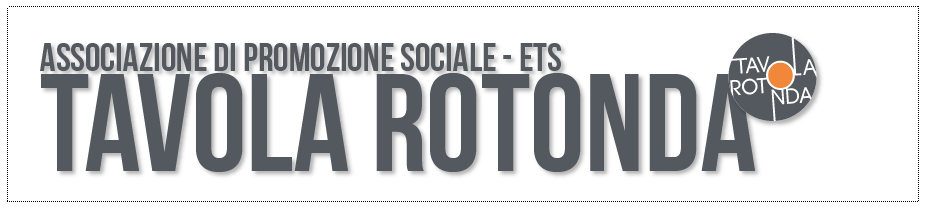 ASSOCIAZIONE DI PROMOZIONE SOCIALE - ETS
TAVOLA ROTONDA
TAVOLA
ROTONDA